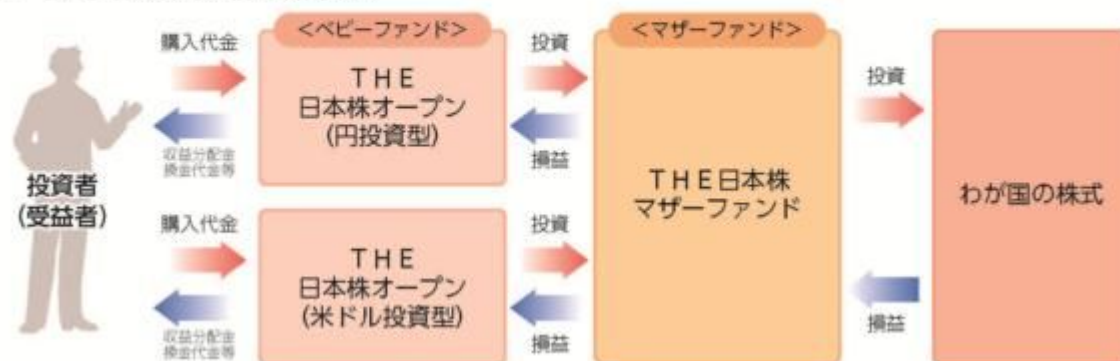 購入代金
<ベビーファンド>
THE
日本株オープン
(円投資型)
収益分配金
換金代金等
投資
損益
<マザーファンド>
THE日本株
マザーファンド
投資
損益
わが国の株式
投資者
(受益者)
購入代金
THE
日本株オープン
(米ドル投資型)
収益分配金
換金代金等
投資
損益